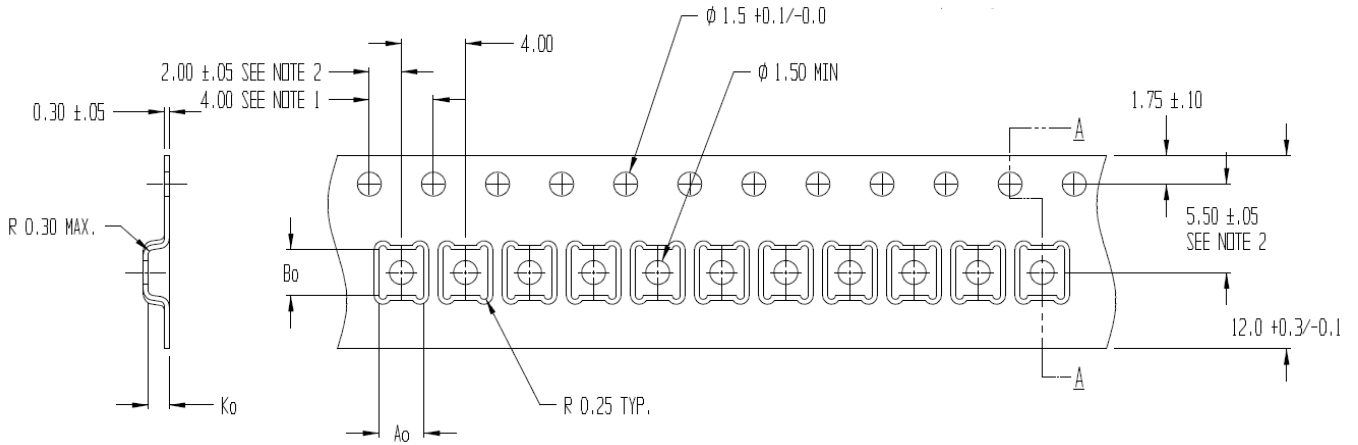 ϕ 1.5 +0.1/-0.0
4.00
2.00 ±.05 SEE NOTE 2
ϕ 1.50 MIN
4.00 SEE NOTE 1
0.30 ±.05
1.75 ±.10
A
R 0.30 MAX.
5.50 ±.05
SEE NOTE 2
Bo
12.0 +0.3/-0.1
A
Ko
R 0.25 TYP.
Ao